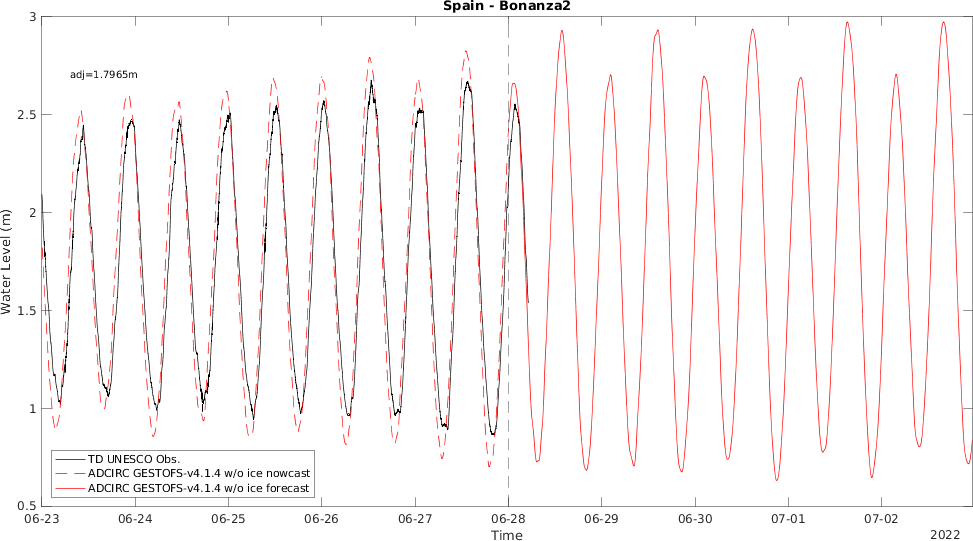 Spain - Bonanza2
adj=1.7965m
3
2.5
2
1.5
1
0.5
Water Level (m)
TD UNESCO Obs.
ADCIRC GESTOFS-v4.1.4 w/o ice nowcast
ADCIRC GESTOFS-v4.1.4 w/o ice forecast
06-23 06-24 06-25 06-26 06-27 06-28 06-29 06-30 07-01 07-02
Time
2022